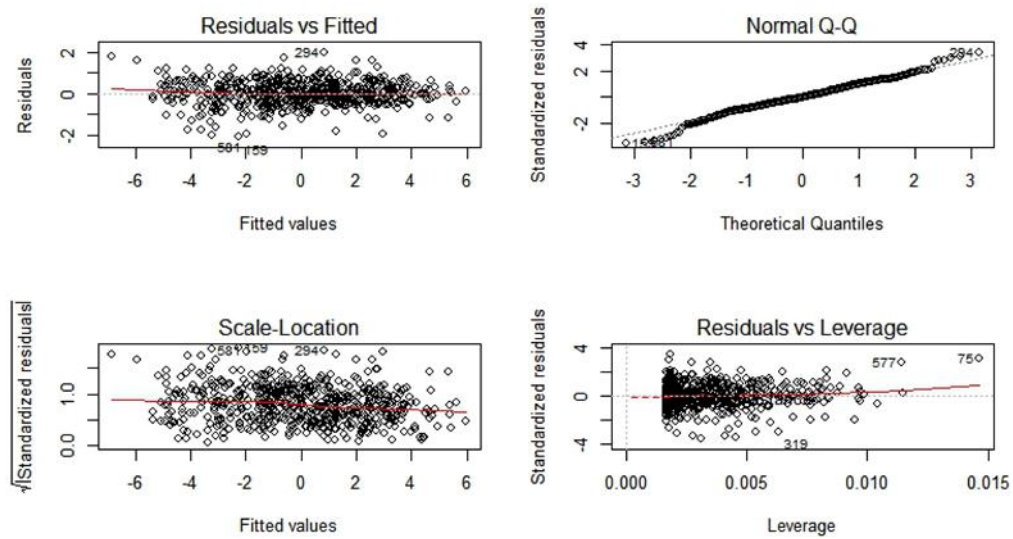 Residuals vs Fitted
Residuals
2
0
-2
294
581
159
-6 -4 -2 0 2 4 6
Fitted values
Normal Q-Q
Standardized residuals
4
2
-2
294
-3 -2 -1 0 1 2 3
Theoretical Quantiles
Scale-Location
√|Standardized residuals|
1.0
0.0
581
159
294
-6 -4 -2 0 2 4 6
Fitted values
Residuals vs Leverage
Standardized residuals
4
0
-4
577
75
319
0.000 0.005 0.010 0.015
Leverage